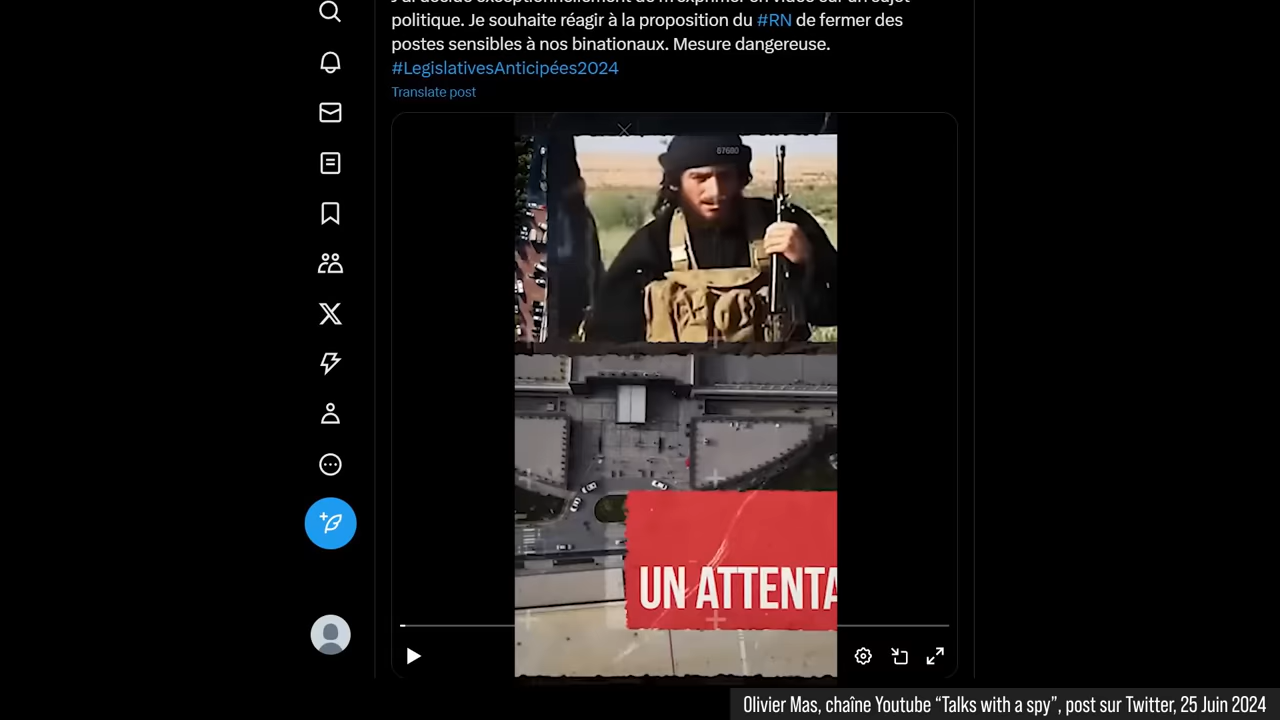 politique. Je souhaite réagir à la proposition du #RN de fermer des
postes sensibles à nos binationaux. Mesure dangereuse.
#LegislativesAnticipées2024
Translate post
67680
UN ATTENTA
Olivier Mas, chaîne Youtube “Talks with a spy”, post sur Twitter, 25 Juin 2024